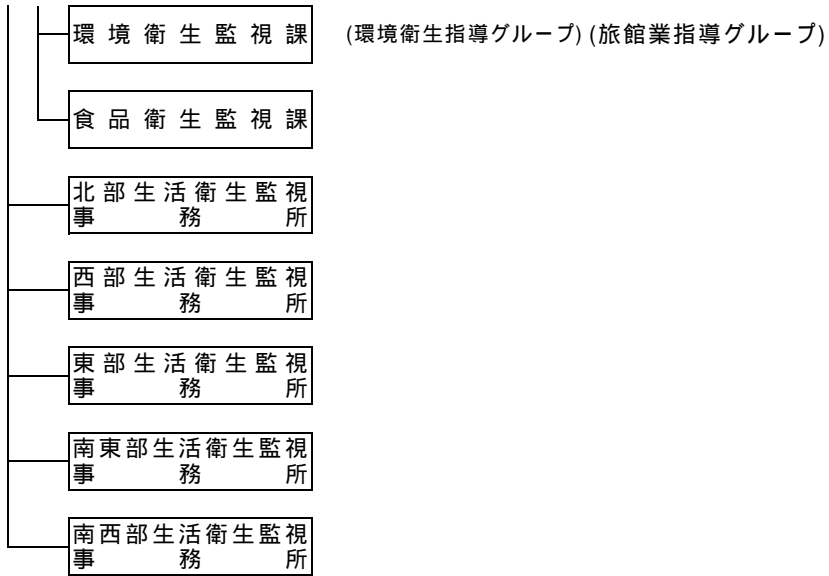 環境衛生監視課 (環境衛生指導グループ) (旅館業指導グループ)
食品衛生監視課
北部生活衛生監視
事務所
西部生活衛生監視
事務所
東部生活衛生監視
事務所
南東部生活衛生監視
事務所
南西部生活衛生監視
事務所